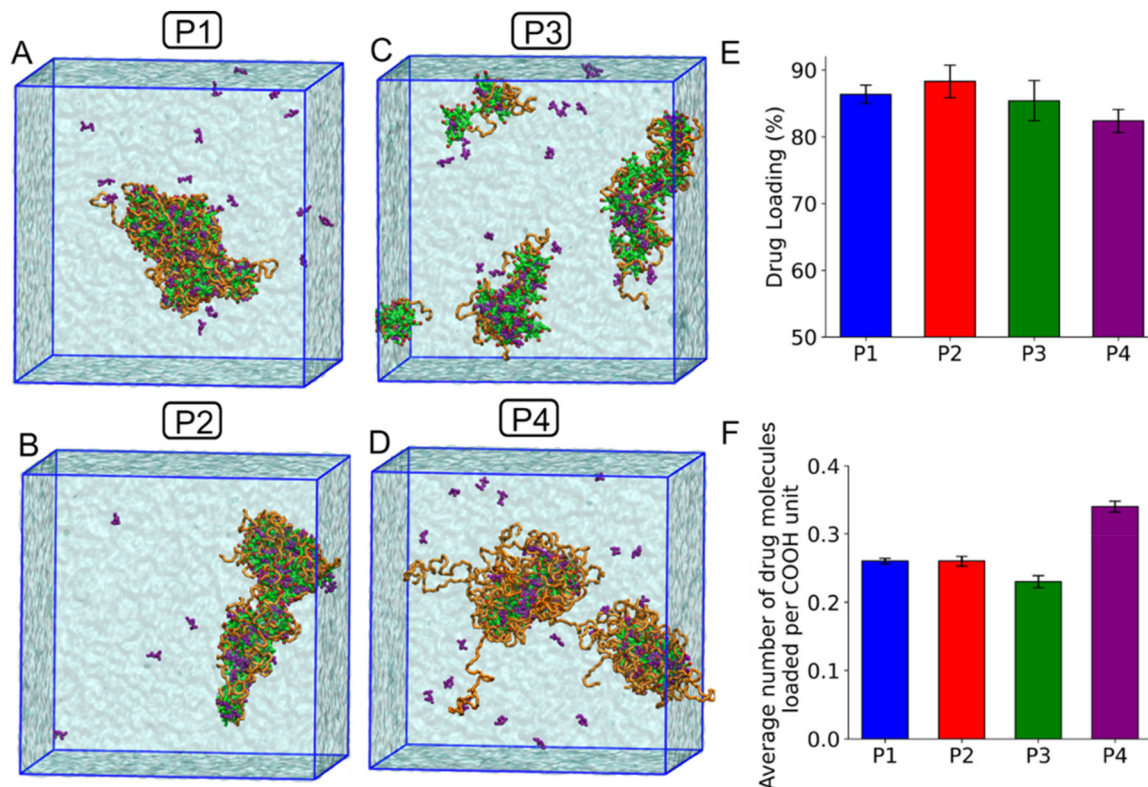 P1
P3
A
C
E
90
80
70
60
50
Drug Loading (%)
P1 P2 P3 P4
P2
P4
B
D
F
0.4
0.3
0.2
0.1
0.0
Average number of drug molecules
loaded per COOH unit
P1 P2 P3 P4